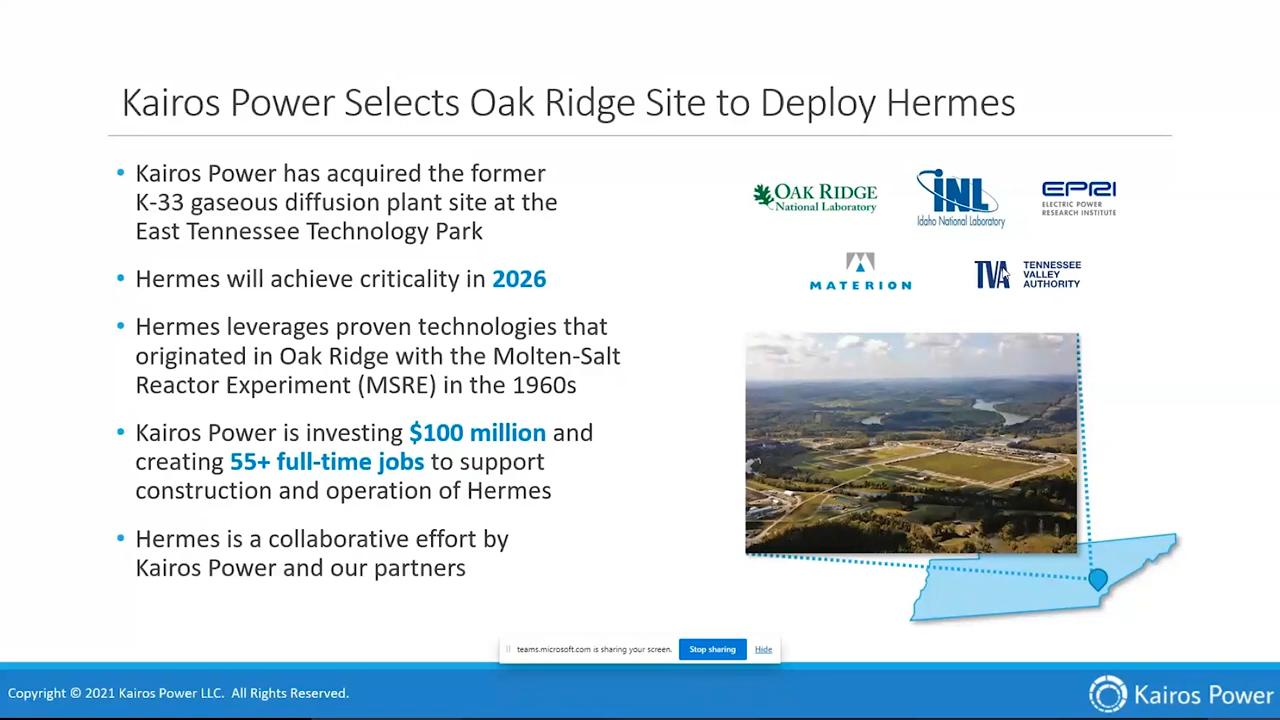 Kairos Power Selects Oak Ridge Site to Deploy Hermes
• Kairos Power has acquired the former
K-33 gaseous diffusion plant site at the
East Tennessee Technology Park
• Hermes will achieve criticality in 2026
• Hermes leverages proven technologies that
originated in Oak Ridge with the Molten-Salt
Reactor Experiment (MSRE) in the 1960s
• Kairos Power is investing $100 million and
creating 55+ full-time jobs to support
construction and operation of Hermes
• Hermes is a collaborative effort by
Kairos Power and our partners
OAK RIDGE
National Laboratory
INL
Idaho National Laboratory
EPRI
ELECTRIC POWER
RESEARCH INSTITUTE
MATERION
TVA
TENNESSEE
VALLEY
AUTHORITY
teams.microsoft.com is sharing your screen.
Stop sharing
Hide
Copyright © 2021 Kairos Power LLC. All Rights Reserved.
Kairos Power